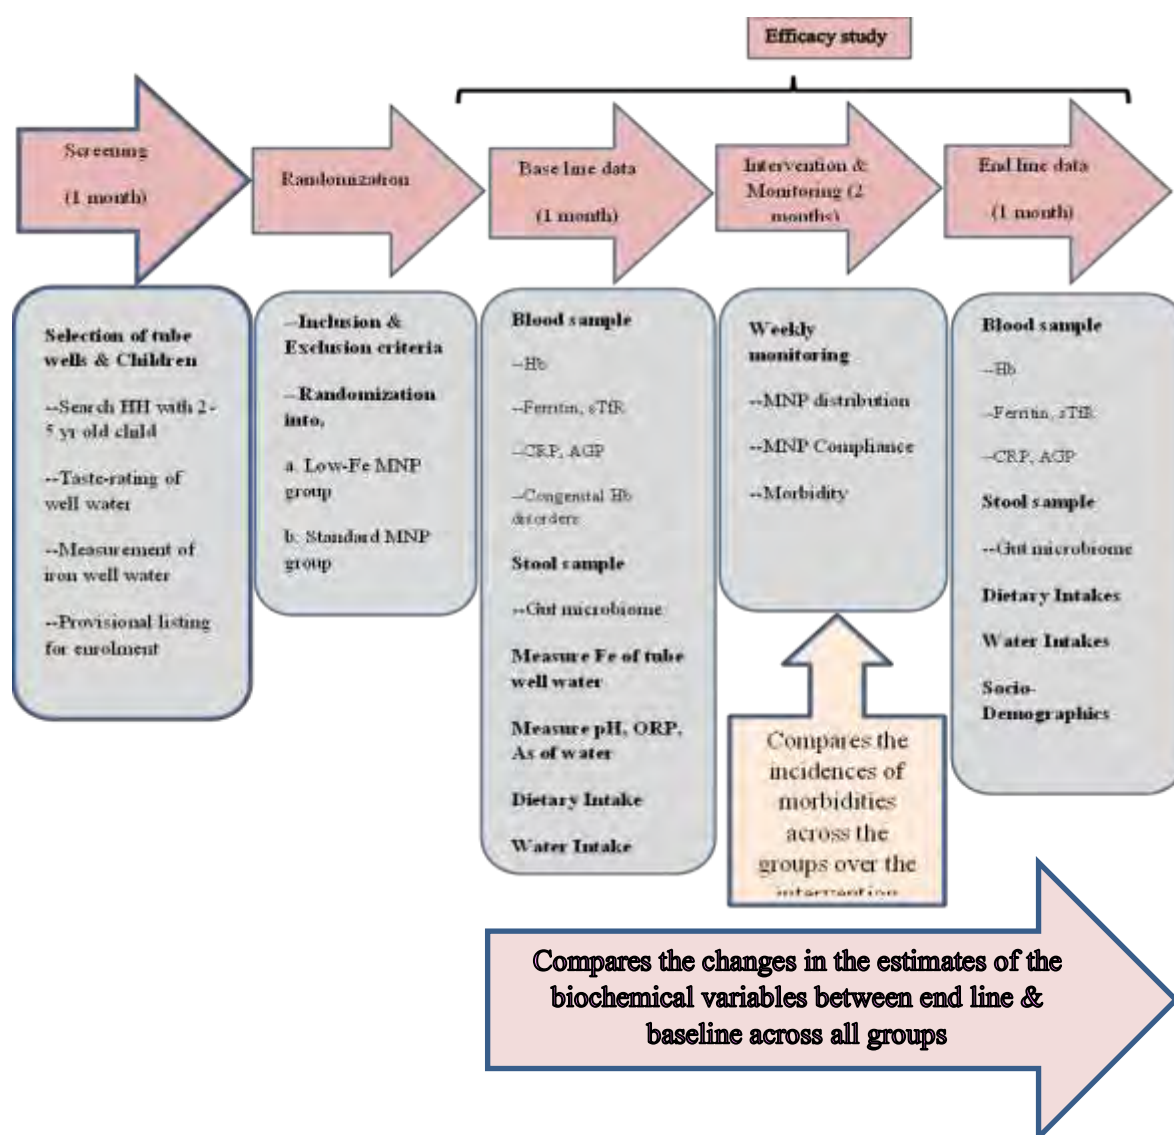 Efficacy study
Screening
(1 month)
Randomization
Base line data
(1 month)
Intervention &
Monitoring (2
months)
End line data
(1 month)
Selection of tube
wells & Children
--Search HH with 2-
5 yr old child
--Taste-rating of
well water
--Measurement of
iron well water
--Provisional listing
for enrolment
--Inclusion &
Exclusion criteria
--Randomization
into,
a. Low-Fe MNP
group
b. Standard MNP
group
Blood sample
--Hb
--Ferritin, sTfR
--CRP, AGP
--Congenital Hb
disorders
Stool sample
--Gut microbiome
Measure Fe of tube
well water
Measure pH, ORP,
As of water
Dietary Intake
Water Intake
Weekly
monitoring
--MNP distribution
--MNP Compliance
--Morbidity
Compares the
incidences of
morbidities
across the
groups over the
intervention
Blood sample
--Hb
--Ferritin, sTfR
--CRP, AGP
Stool sample
--Gut microbiome
Dietary Intakes
Water Intakes
Socio-
Demographics
Compares the changes in the estimates of the
biochemical variables between end line &
baseline across all groups